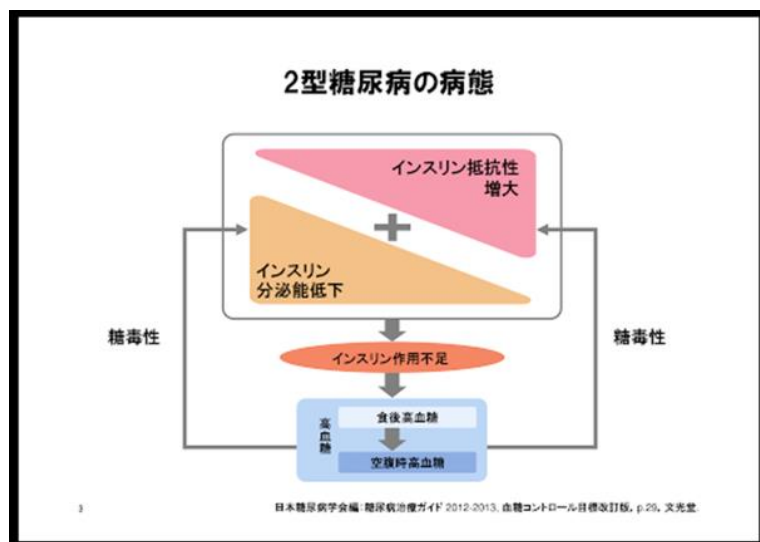 2型糖尿病の病態
インスリン抵抗性
増大
インスリン
分泌能低下
糖毒性
糖毒性
インスリン作用不足
高血糖
食後高血糖
空腹時高血糖
3
日本糖尿病学会編：糖尿病治療ガイド 2012-2013, 血糖コントロール目標改訂版, p.29, 文光堂.